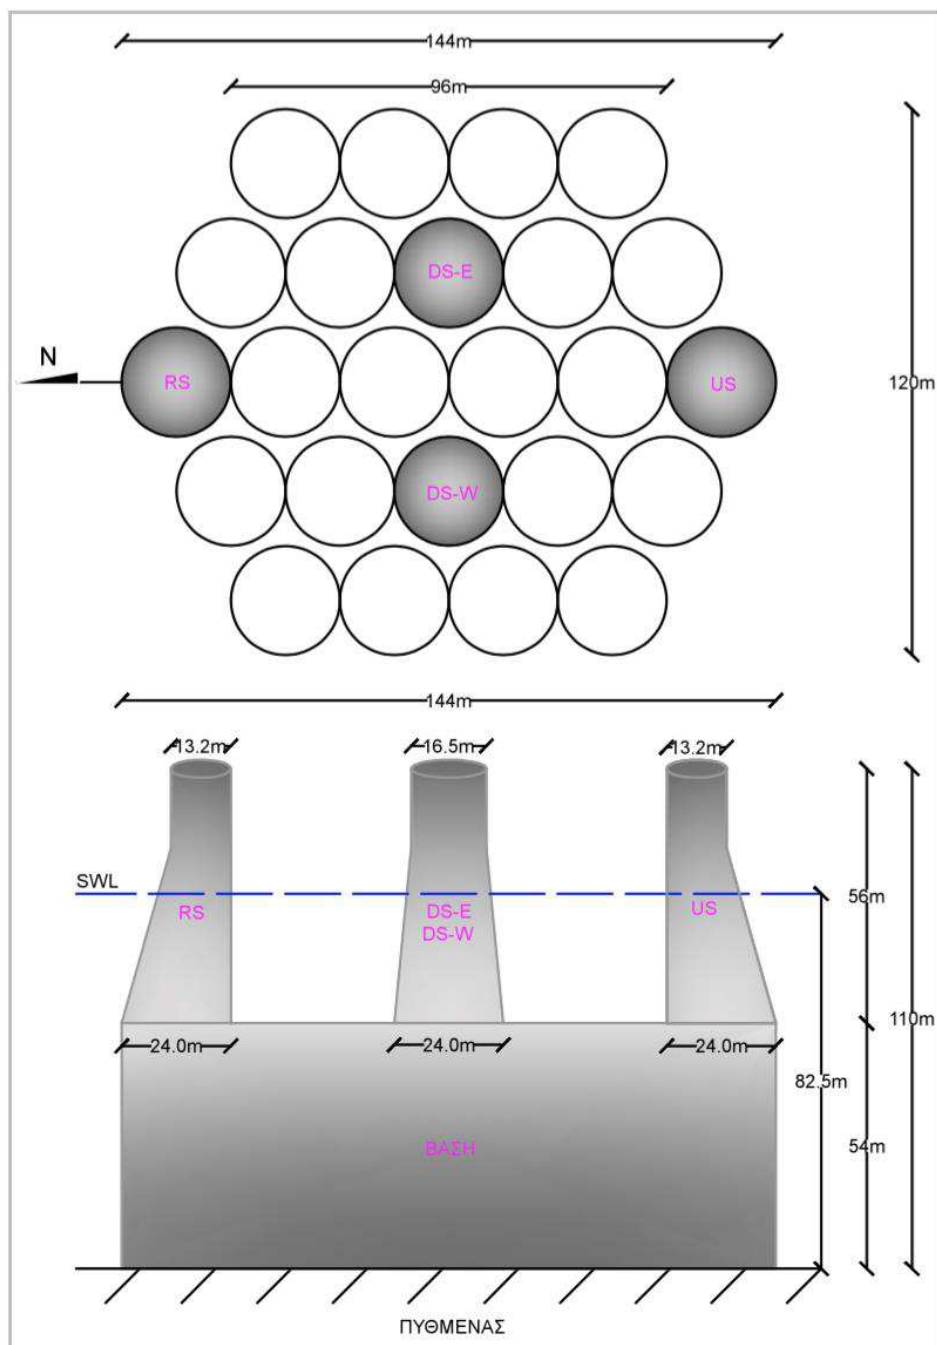 144m
96m
DS-E
N
RS
US
120m
DS-W
144m
13.2m
16.5m
13.2m
SWL
RS
DS-E
DS-W
US
56m
110m
24.0m
24.0m
24.0m
82.5m
54m
ΒΑΣΗ
ΠΥΘΜΕΝΑΣ